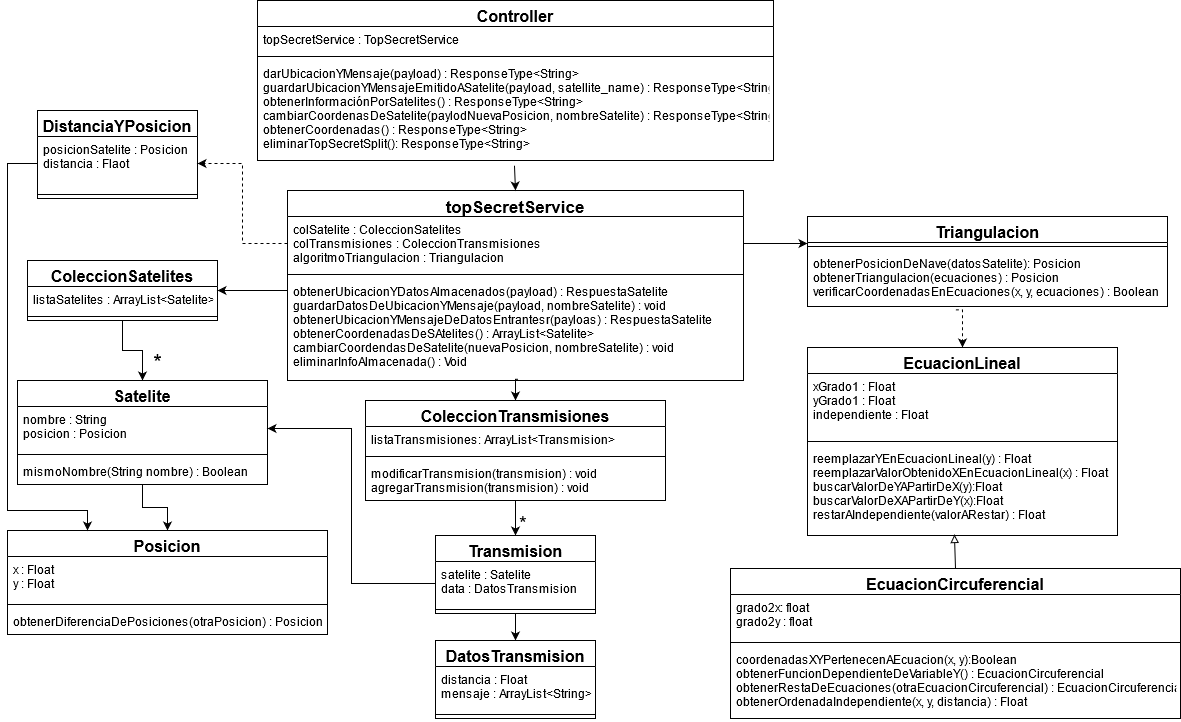 Controller
topSecretService : TopSecretService
darUbicacionYMensaje(payload) : ResponseType<String>
guardarUbicacionYMensajeEmitidoASatelite(payload, satellite_name) : ResponseType<Strin
obtenerInformaciónPorSatelites() : ResponseType<String>
cambiarCoordenasDeSatelite(paylodNuevaPosicion, nombreSatelite) : ResponseType<Strin
obtenerCoordenadas() : ResponseType<String>
eliminarTopSecretSplit(): ResponseType<String>
DistanciaYPosicion
posicionSatelite : Posicion
distancia : Flaot
topSecretService
colSatelite : ColeccionSatelites
colTransmisiones : ColeccionTransmisiones
algoritmoTriangulacion : Triangulacion
obtenerUbicacionYDatosAlmacenados(payload) : RespuestaSatelite
guardarDatosDeUbicacionYMensaje(payload, nombreSatelite) : void
obtenerUbicacionYMensajeDeDatosEntrantesr(payloas) : RespuestaSatelite
obtenerCoordenadasDeSAtelites() : ArrayList<Satelite>
cambiarCoordendasDeSatelite(nuevaPosicion, nombreSatelite) : void
eliminarInfoAlmacenada() : Void
Triangulacion
obtenerPosicionDeNave(datosSatelite): Posicion
obtenerTriangulacion(ecuaciones) : Posicion
verificarCoordenadasEnEcuaciones(x, y, ecuaciones) : Boolean
ColeccionSatelites
listaSatelites : ArrayList<Satelite>
*
Satelite
nombre : String
posicion : Posicion
mismoNombre(String nombre) : Boolean
ColeccionTransmisiones
listaTransmisiones: ArrayList<Transmision>
modificarTransmision(transmision) : void
agregarTransmision(transmision) : void
*
EcuacionLineal
xGrado1 : Float
yGrado1 : Float
independiente : Float
reemplazarYEnEcuacionLineal(y) : Float
reemplazarValorObtenidoXEnEcuacionLineal(x) : Float
buscarValorDeYAPartirDeX(y):Float
buscarValorDeXAPartirDeY(x):Float
restarAIndependiente(valorARestar) : Float
Posicion
x : Float
y : Float
obtenerDiferenciaDePosiciones(otraPosicion) : Posicion
Transmision
satelite : Satelite
data : DatosTransmision
DatosTransmision
distancia : Float
mensaje : ArrayList<String>
EcuacionCircuferencial
grado2x: float
grado2y : float
coordenadasXYPertenecenAEcuacion(x, y):Boolean
obtenerFuncionDependienteDeVariableY() : EcuacionCircuferencial
obtenerRestaDeEcuaciones(otraEcuacionCircuferencial) : EcuacionCircuferencia
obtenerOrdenadaIndependiente(x, y, distancia) : Float